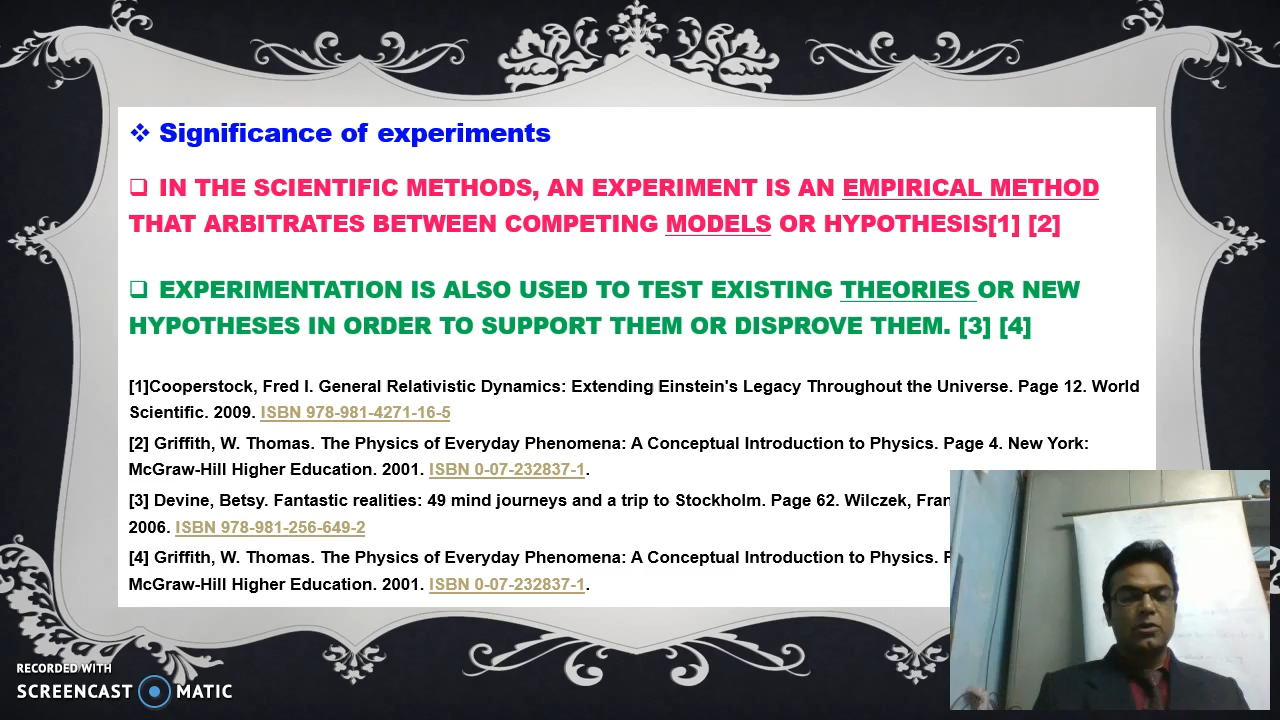 ❖ Significance of experiments
❑ IN THE SCIENTIFIC METHODS, AN EXPERIMENT IS AN EMPIRICAL METHOD
THAT ARBITRATES BETWEEN COMPETING MODELS OR HYPOTHESIS[1] [2]
❑ EXPERIMENTATION IS ALSO USED TO TEST EXISTING THEORIES OR NEW
HYPOTHESES IN ORDER TO SUPPORT THEM OR DISPROVE THEM. [3] [4]
[1]Cooperstock, Fred I. General Relativistic Dynamics: Extending Einstein's Legacy Throughout the Universe. Page 12. World
Scientific. 2009. ISBN 978-981-4271-16-5
[2] Griffith, W. Thomas. The Physics of Everyday Phenomena: A Conceptual Introduction to Physics. Page 4. New York:
McGraw-Hill Higher Education. 2001. ISBN 0-07-232837-1.
[3] Devine, Betsy. Fantastic realities: 49 mind journeys and a trip to Stockholm. Page 62. Wilczek,
2006. ISBN 978-981-256-649-2
[4] Griffith, W. Thomas. The Physics of Everyday Phenomena: A Conceptual Introduction to Physics.
McGraw-Hill Higher Education. 2001. ISBN 0-07-232837-1.
RECORDED WITH
SCREENCAST MATIC